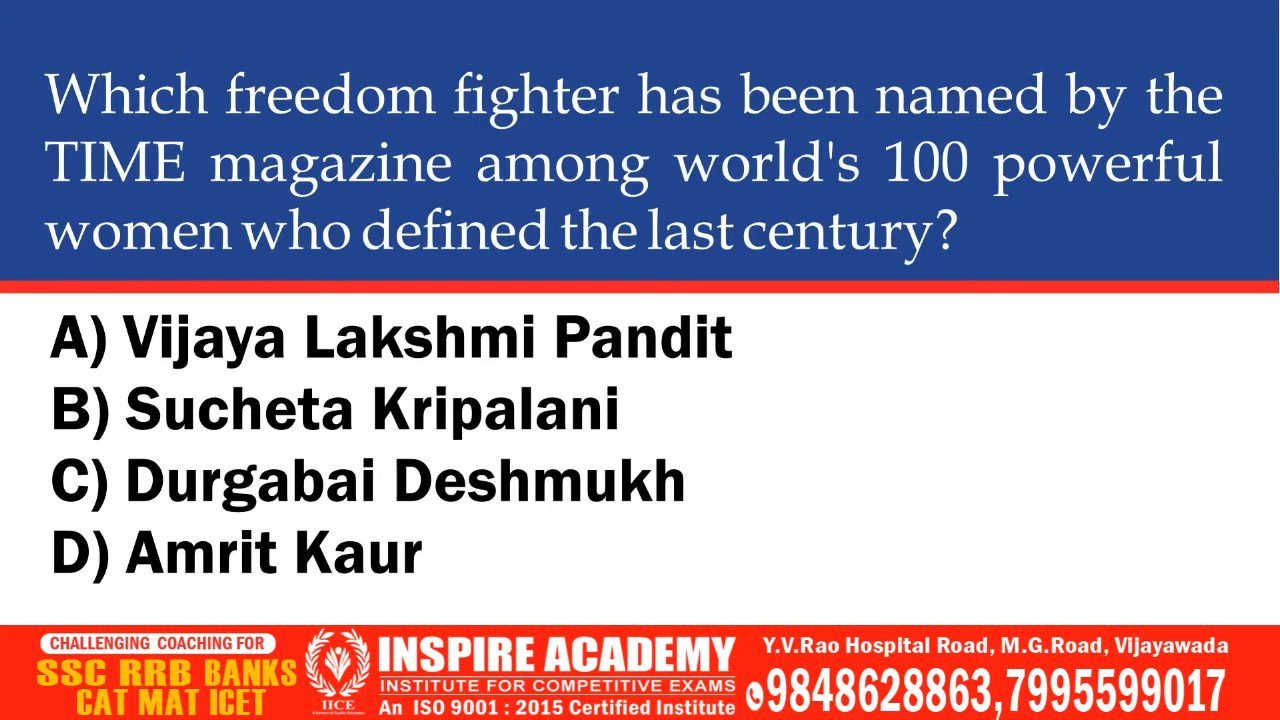 Which freedom fighter has been named by the
TIME magazine among world's 100 powerful
women who defined the last century?
A) Vijaya Lakshmi Pandit
B) Sucheta Kripalani
C) Durgabai Deshmukh
D) Amrit Kaur
CHALLENGING COACHING FOR
SSC RRB BANKS
CAT MAT ICET
IICE
INSPIRE ACADEMY
INSTITUTE FOR COMPETITIVE EXAMS
An ISO 9001 : 2015 Certified Institute
Y.V.Rao Hospital Road, M.G.Road, Vijayawada
9848628863,7995599017